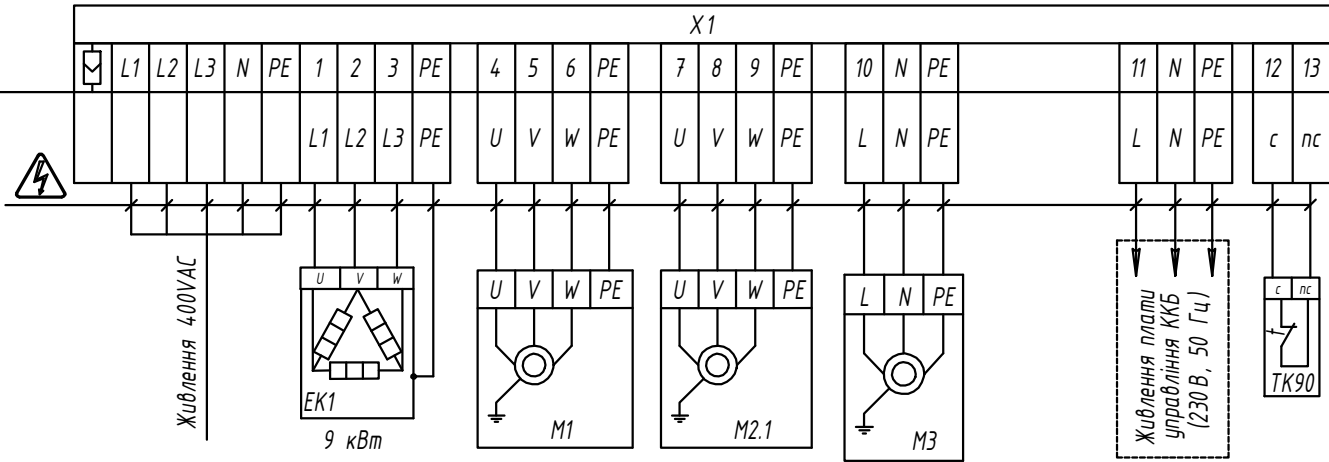 X1
L1 L2 L3 N PE 1 2 3 PE 4 5 6 PE 7 8 9 PE 10 N PE 11 N PE 12 13
L1 L2 L3 PE U V W PE U V W PE L N PE L N PE c nc
Живлення 400VAC
U V W
EK1
9 кВт
U V W PE
M1
U V W PE
M2.1
L N PE
M3
Живлення плати
управління ККБ
(230 В, 50 Гц)
c nc
TK90